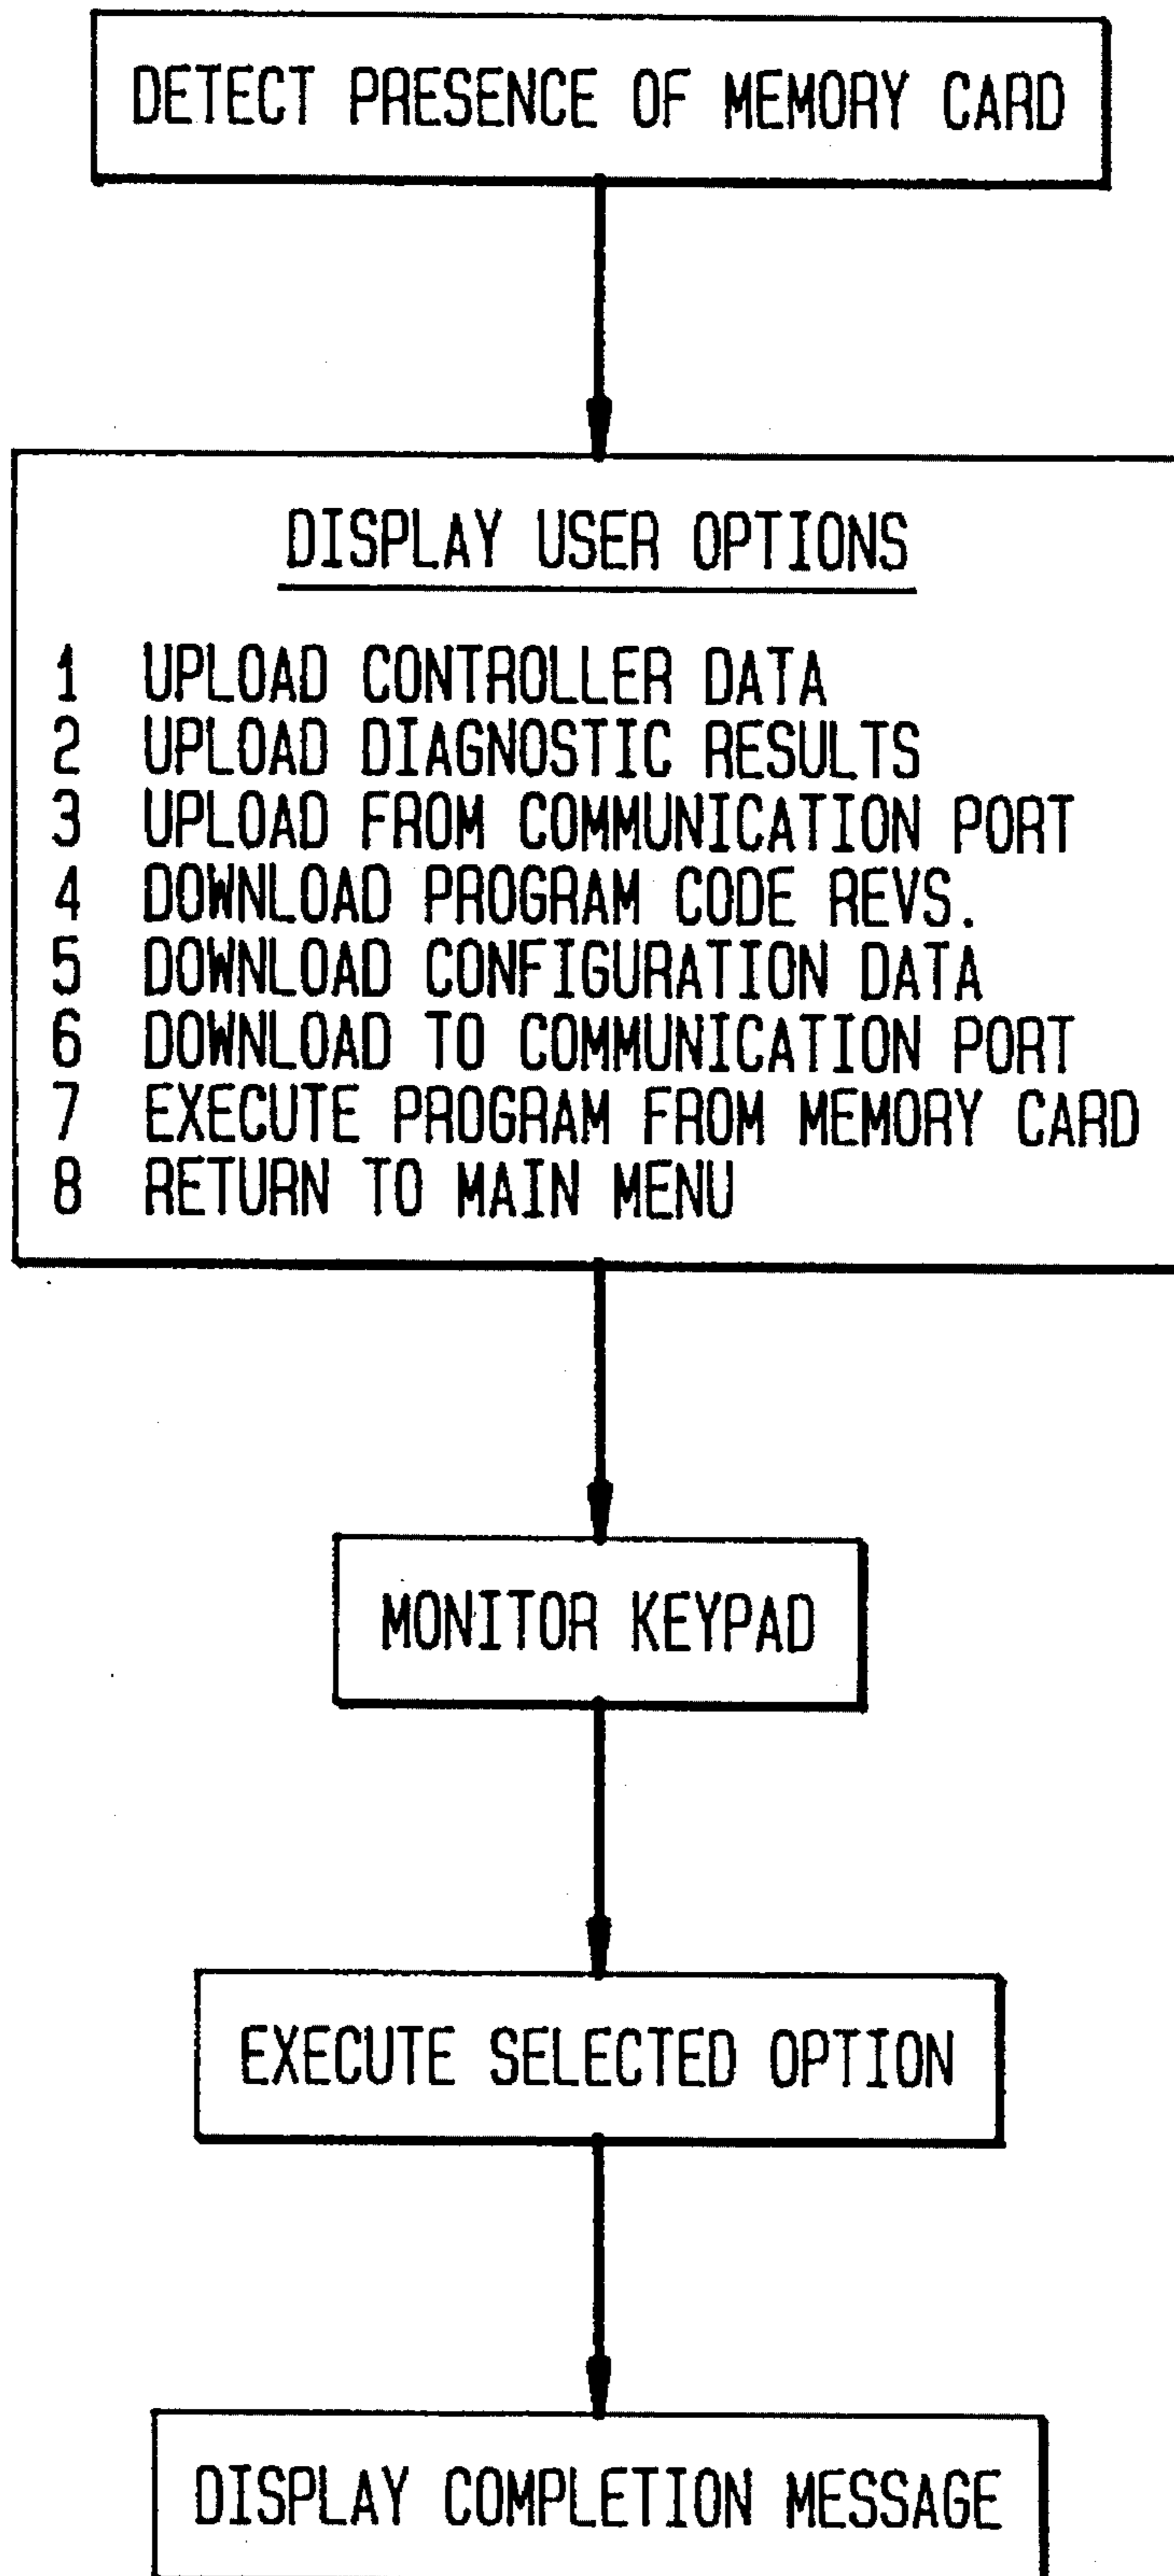 DETECT PRESENCE OF MEMORY CARD
DISPLAY USER OPTIONS
1 UPLOAD CONTROLLER DATA
2 UPLOAD DIAGNOSTIC RESULTS
3 UPLOAD FROM COMMUNICATION PORT
4 DOWNLOAD PROGRAM CODE REVS.
5 DOWNLOAD CONFIGURATION DATA
6 DOWNLOAD TO COMMUNICATION PORT
7 EXECUTE PROGRAM FROM MEMORY CARD
8 RETURN TO MAIN MENU
MONITOR KEYPAD
EXECUTE SELECTED OPTION
DISPLAY COMPLETION MESSAGE